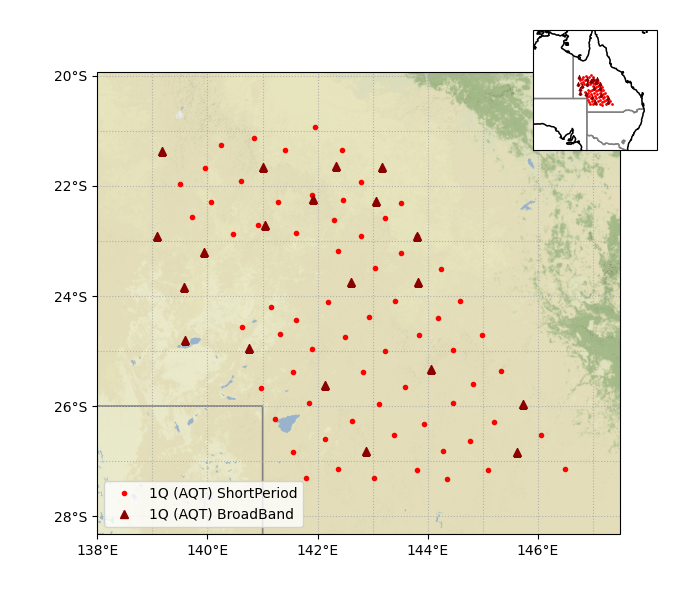 20°S
22°S
24°S
26°S
28°S
1Q (AQT) ShortPeriod
1Q (AQT) BroadBand
138°E 140°E 142°E 144°E 146°E